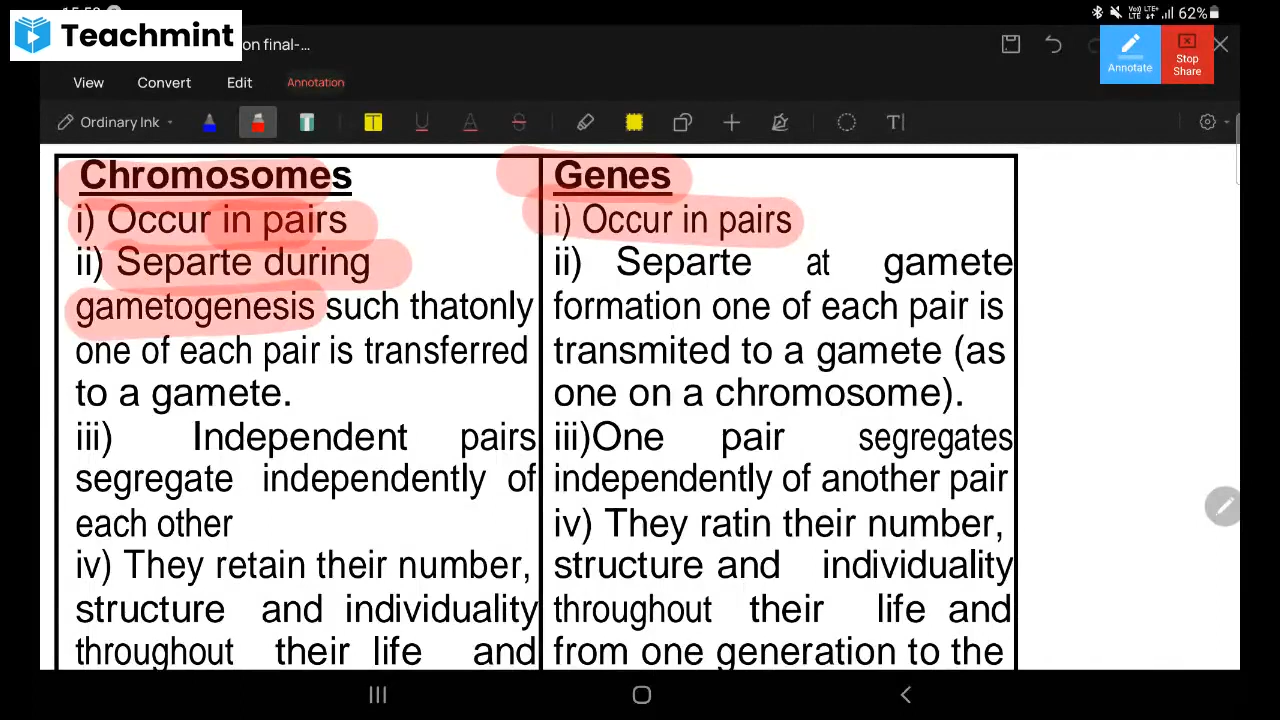 Teachmint
on final-...
62%
Annotate
Stop
Share
View Convert Edit Annotation
Ordinary Ink
Chromosomes
i) Occur in pairs
ii) Separte during
gametogenesis such thatonly
one of each pair is transferred
to a gamete.
iii) Independent pairs
segregate independently of
each other
iv) They retain their number,
structure and individuality
throughout their life and
Genes
i) Occur in pairs
ii) Separte at gamete
formation one of each pair is
transmited to a gamete (as
one on a chromosome).
iii)One pair segregates
independently of another pair
iv) They ratin their number,
structure and individuality
throughout their life and
from one generation to the